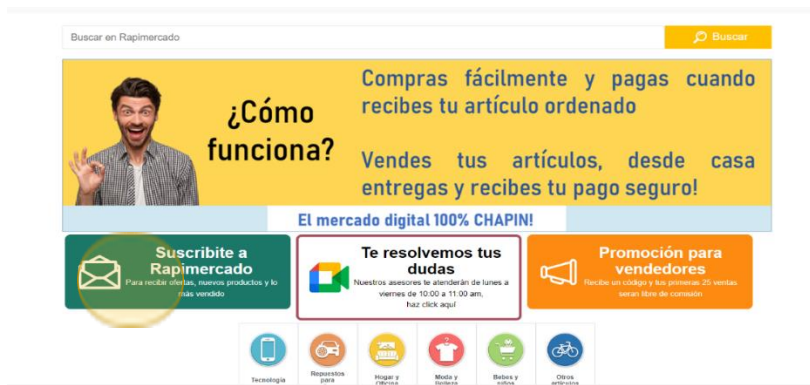 Buscar en Rapimercado
Buscar
¿Cómo
funciona?
Compras fácilmente y pagas cuando
recibes tu artículo ordenado
Vendes tus artículos, desde casa
entregas y recibes tu pago seguro!
El mercado digital 100% CHAPIN!
Suscribite a
Rapimercado
Para recibir ofertas, nuevos productos y lo
más vendido
Te resolvemos tus
dudas
Nuestros asesores te atenderán de lunes a
viernes de 10:00 a 11:00 am,
haz click aquí
Promoción para
vendedores
Recibe un código y tus primeras 25 ventas
seran libre de comisión
Tecnología
Repuestos
para
Hogar y
Oficina
Moda y
Belleza
Bebes y
niños
Otros
artículos